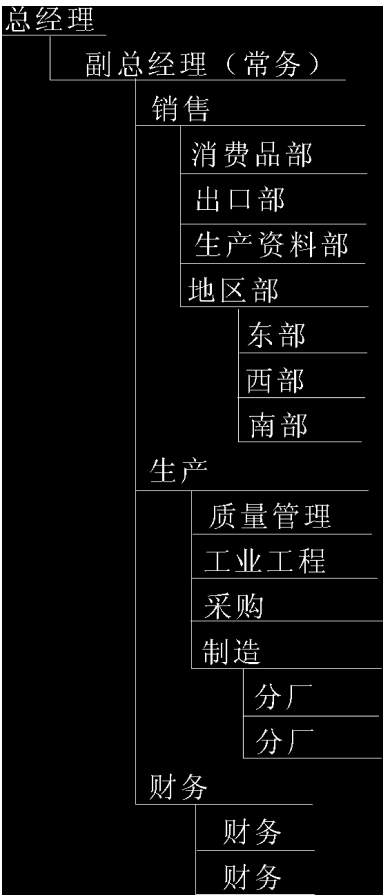 总经理
副总经理（常务）
销售
消费品部
出口部
生产资料部
地区部
东部
西部
南部
生产
质量管理
工业工程
采购
制造
分厂
分厂
财务
财务
财务